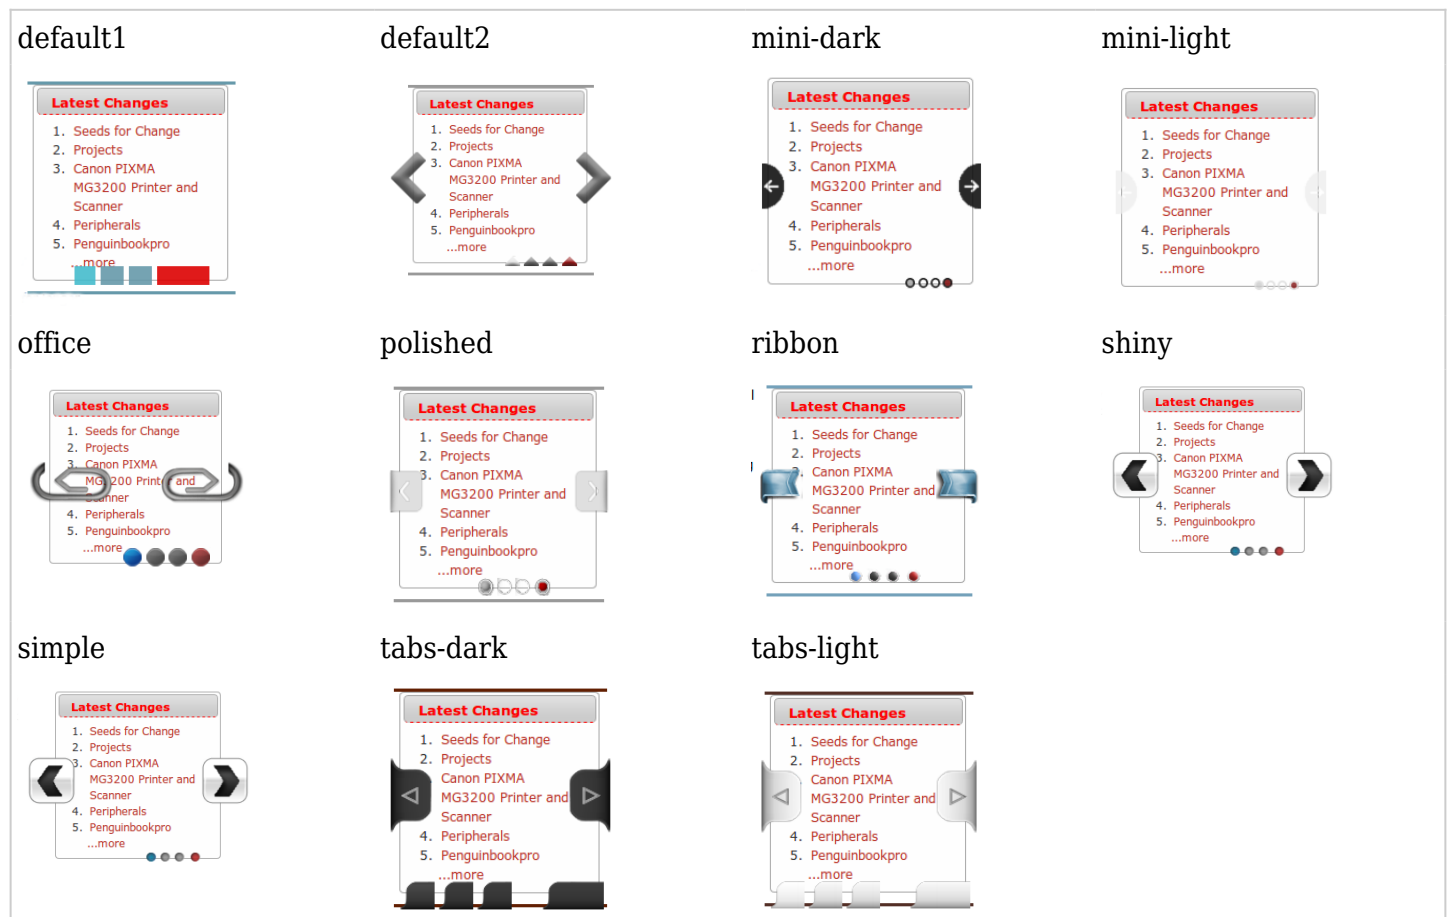 default1
default2
mini-dark
mini-light
Latest Changes
1. Seeds for Change
2. Projects
3. Canon PIXMA
MG3200 Printer and
Scanner
4. Peripherals
5. Penguinbookpro
...more
Latest Changes
1. Seeds for Change
2. Projects
3. Canon PIXMA
MG3200 Printer and
Scanner
4. Peripherals
5. Penguinbookpro
...more
Latest Changes
1. Seeds for Change
2. Projects
3. Canon PIXMA
MG3200 Printer and
Scanner
4. Peripherals
5. Penguinbookpro
...more
Latest Changes
1. Seeds for Change
2. Projects
3. Canon PIXMA
MG3200 Printer and
Scanner
4. Peripherals
5. Penguinbookpro
...more
office
polished
ribbon
shiny
Latest Changes
1. Seeds for Change
2. Projects
3. Canon PIXMA
MG3200 Printer and
Scanner
4. Peripherals
5. Penguinbookpro
...more
Latest Changes
1. Seeds for Change
2. Projects
3. Canon PIXMA
MG3200 Printer and
Scanner
4. Peripherals
5. Penguinbookpro
...more
Latest Changes
1. Seeds for Change
2. Projects
3. Canon PIXMA
MG3200 Printer and
Scanner
4. Peripherals
5. Penguinbookpro
...more
Latest Changes
1. Seeds for Change
2. Projects
3. Canon PIXMA
MG3200 Printer and
Scanner
4. Peripherals
5. Penguinbookpro
...more
simple
tabs-dark
tabs-light
Latest Changes
1. Seeds for Change
2. Projects
3. Canon PIXMA
MG3200 Printer and
Scanner
4. Peripherals
5. Penguinbookpro
...more
Latest Changes
1. Seeds for Change
2. Projects
Canon PIXMA
MG3200 Printer and
Scanner
4. Peripherals
5. Penguinbookpro
...more
Latest Changes
1. Seeds for Change
2. Projects
Canon PIXMA
MG3200 Printer and
Scanner
4. Peripherals
5. Penguinbookpro
...more